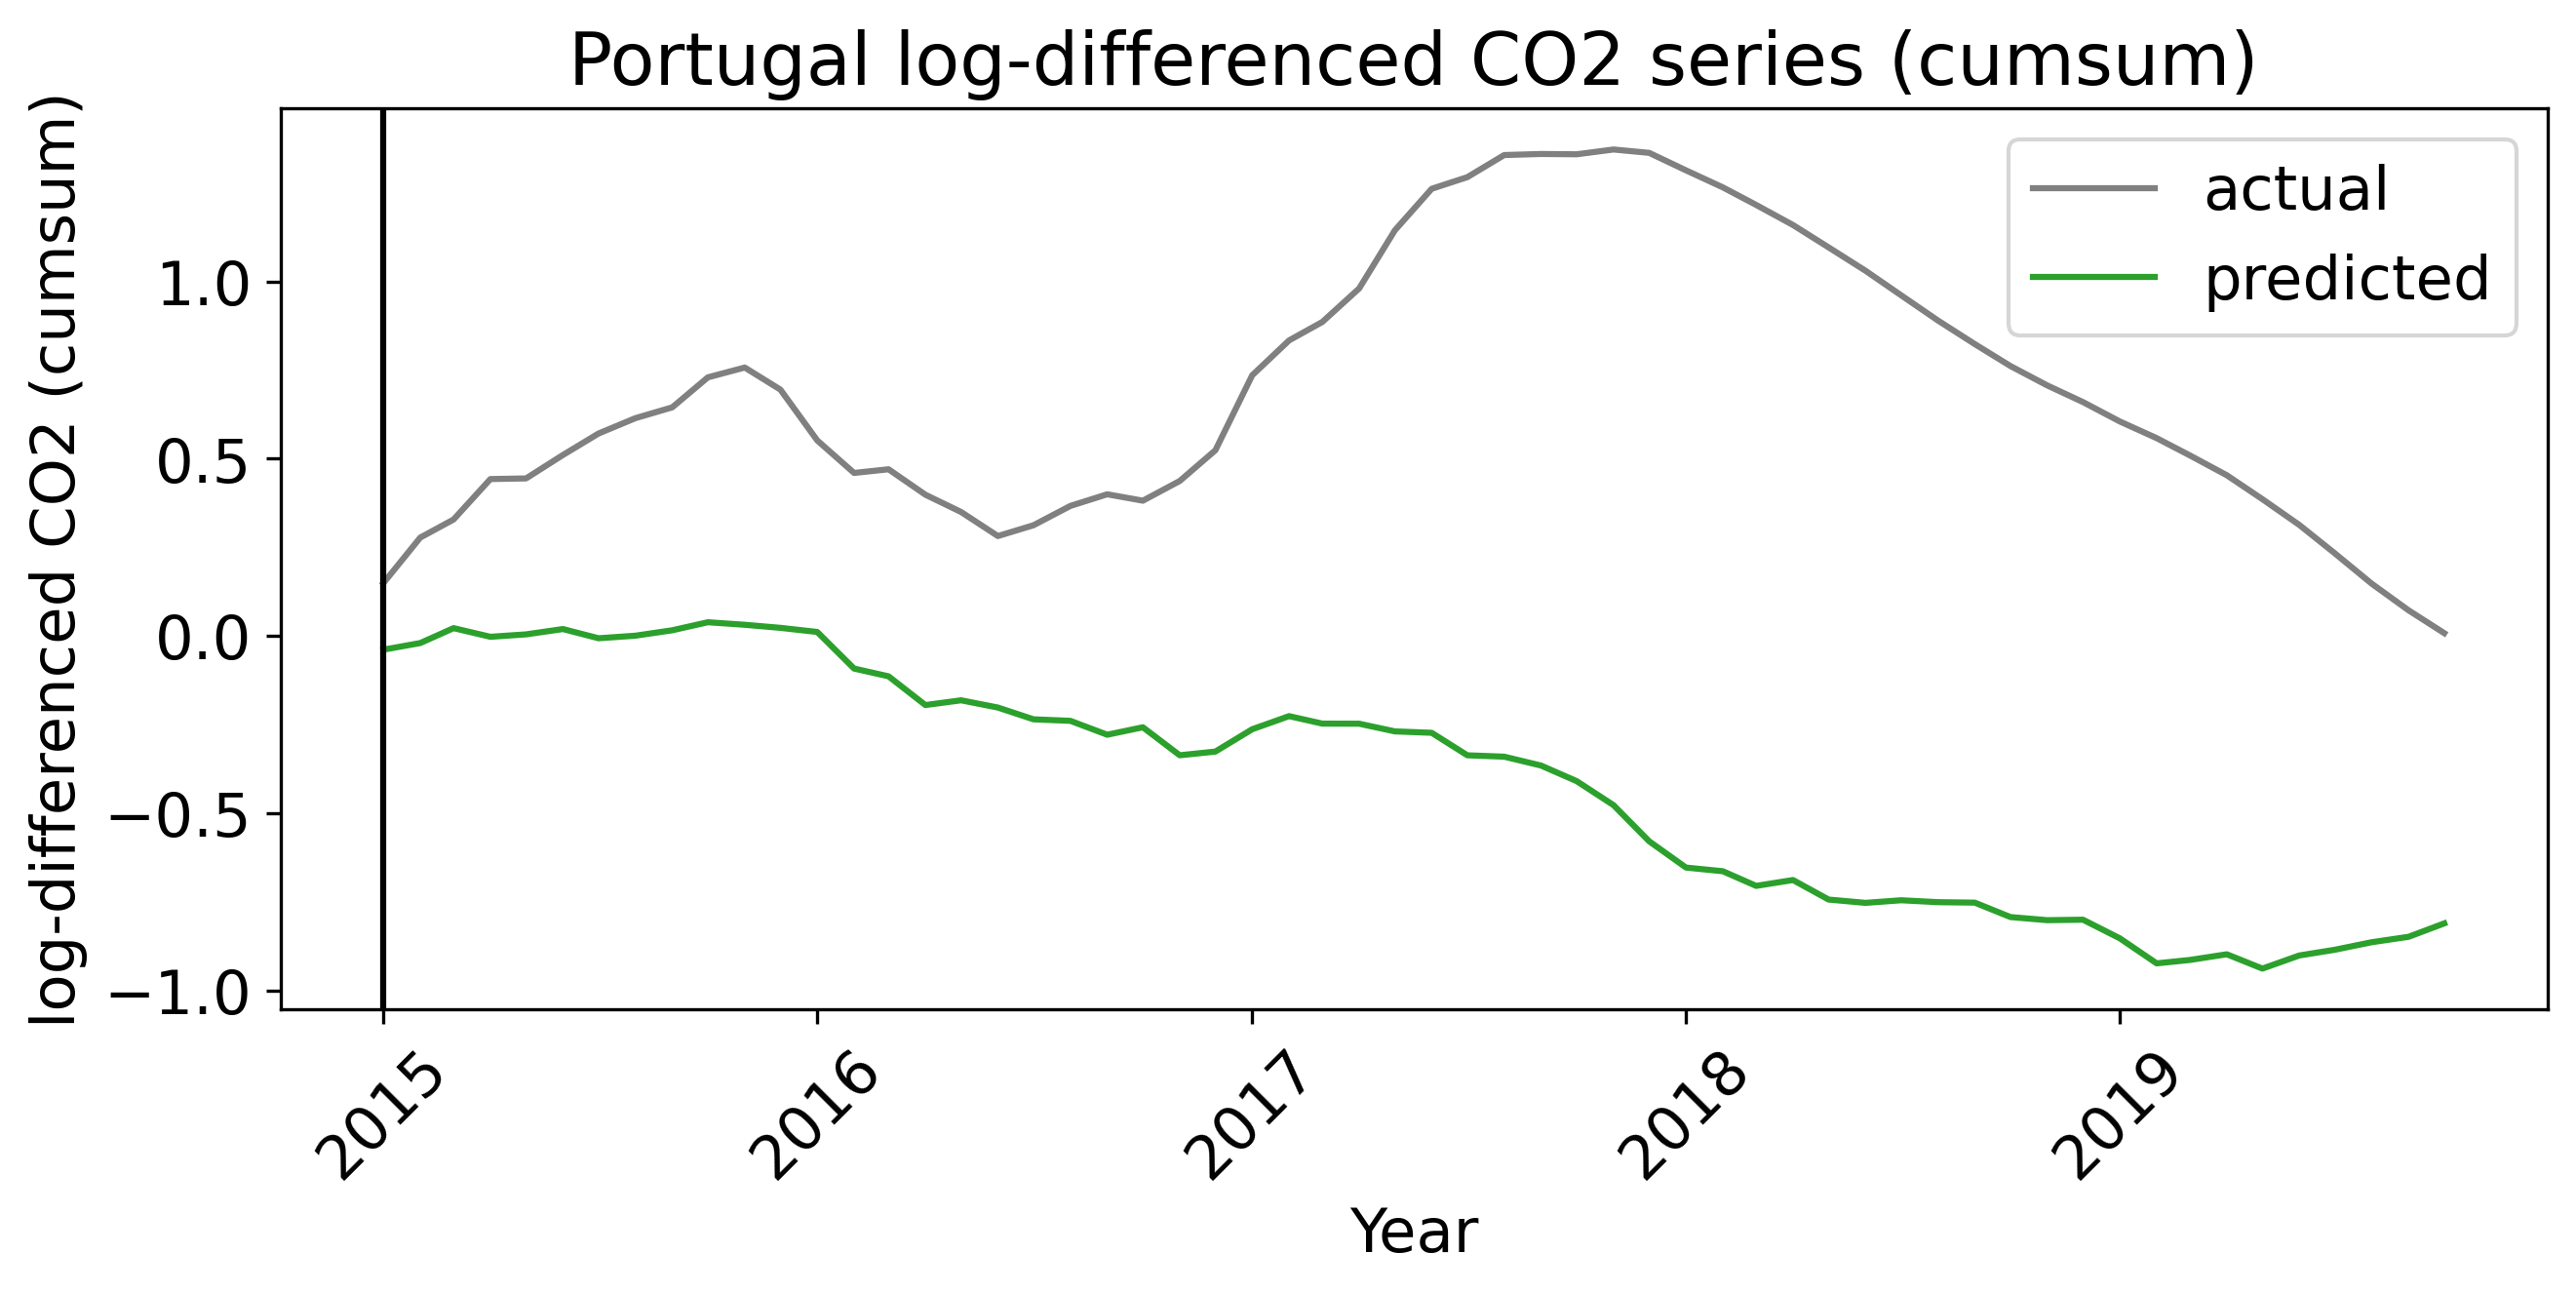 Portugal log-differenced CO2 series (cumsum)
log-differenced CO2 (cumsum)
1.0
0.5
0.0
−0.5
−1.0
actual
predicted
2015
2016
2017
2018
2019
Year